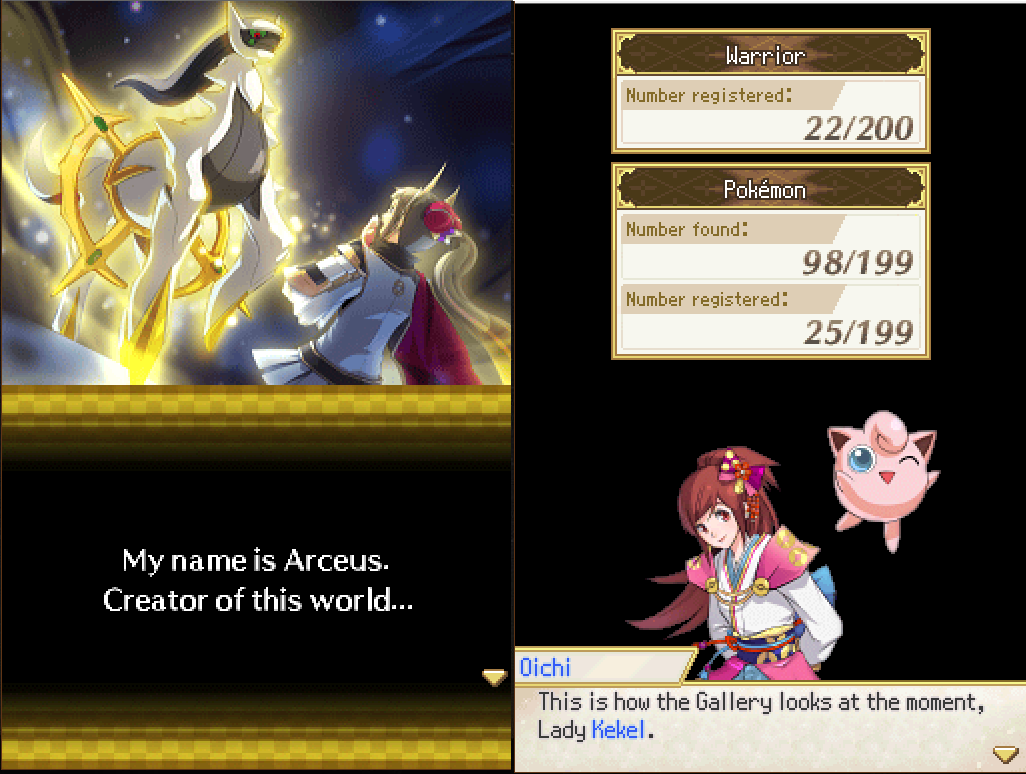 My name is Arceus.
Creator of this world...
Warrior
Number registered:
22/200
Pokémon
Number found:
98/199
Number registered:
25/199
Oichi
This is how the Gallery looks at the moment,
Lady Kekel.